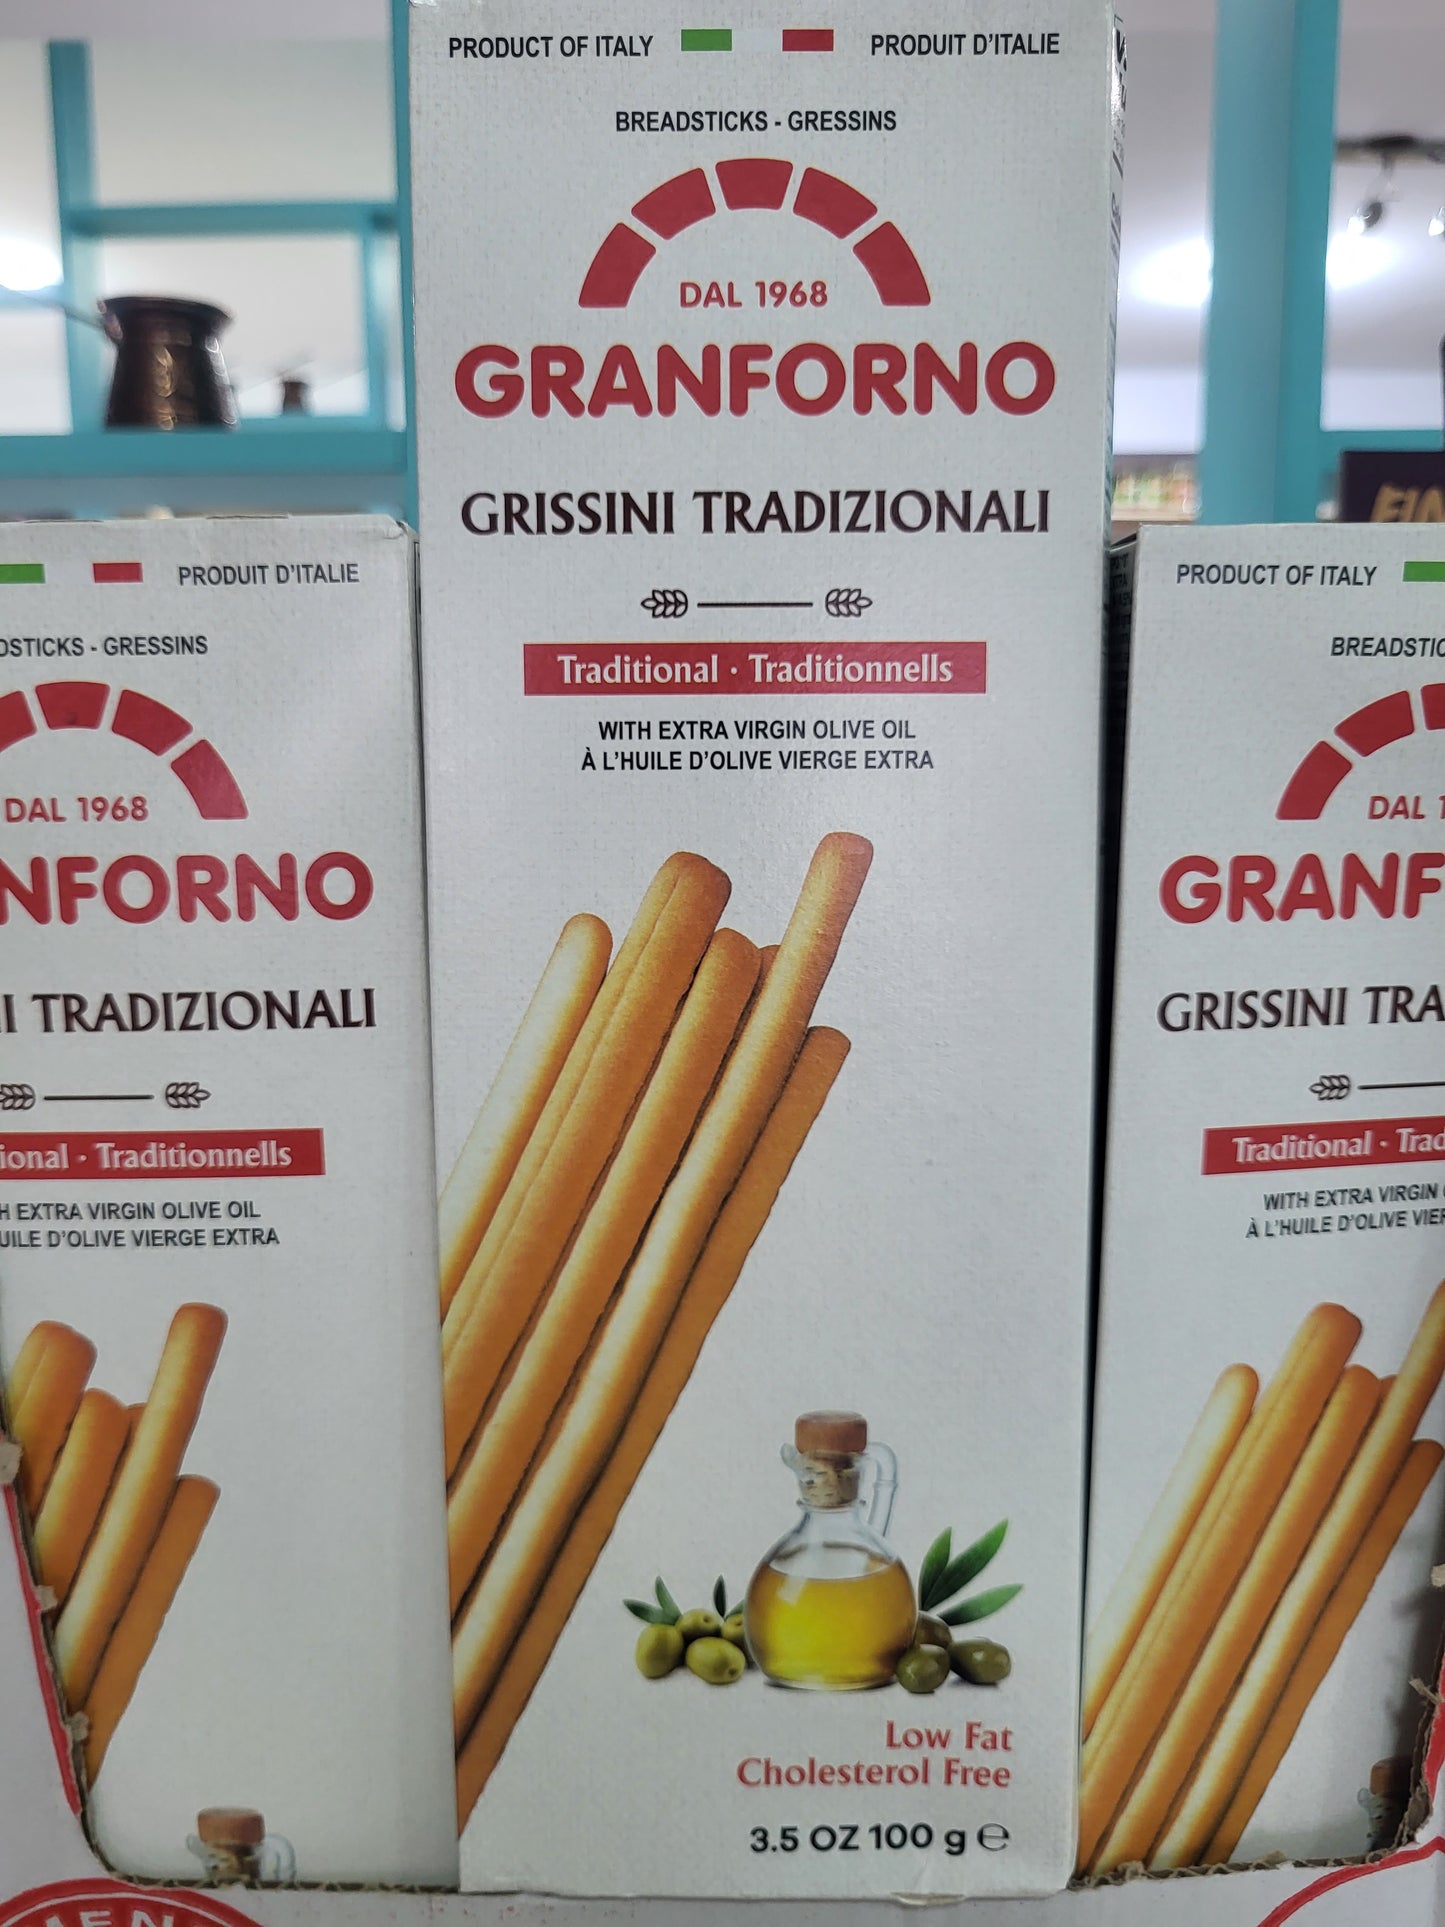 PRODUCT OF ITALY PRODUIT D'ITALIE
BREADSTICKS - GRESSINS
DAL 1968
GRANFORNO
GRISSINI TRADIZIONALI
Traditional · Traditionnells
WITH EXTRA VIRGIN OLIVE OIL
À L'HUILE D'OLIVE VIERGE EXTRA
Low Fat
Cholesterol Free
3.5 OZ 100 g ℮
PRODUIT D'ITALIE
DSTICKS - GRESSINS
DAL 1968
NFORNO
I TRADIZIONALI
ional · Traditionnells
H EXTRA VIRGIN OLIVE OIL
UILE D'OLIVE VIERGE EXTRA
PRODUCT OF ITALY
BREADSTIC
DAL 1
GRANF
GRISSINI TRA
Traditional · Trad
WITH EXTRA VIRGIN
À L'HUILE D'OLIVE VIER